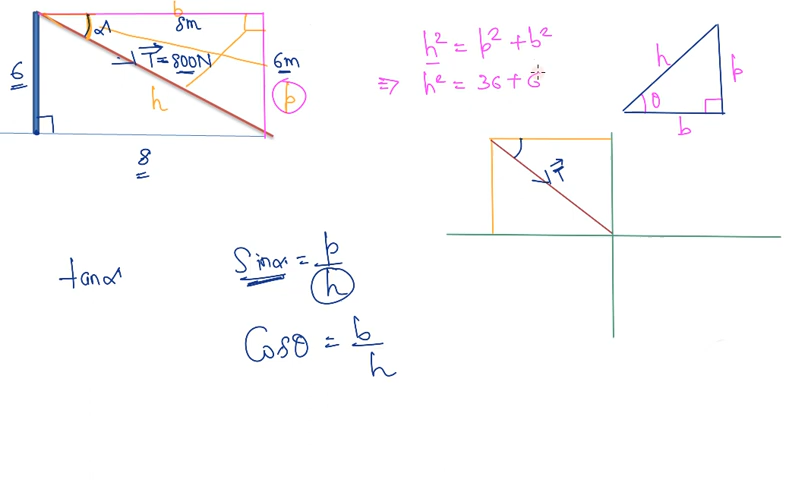 b
8m
α
T = 800N
6
6m
h
p
8
h² = p² + b²
⇒ h² = 36 + 6
h
p
θ
b
T
tanα
Sinα = p/h
Cosθ = b/h